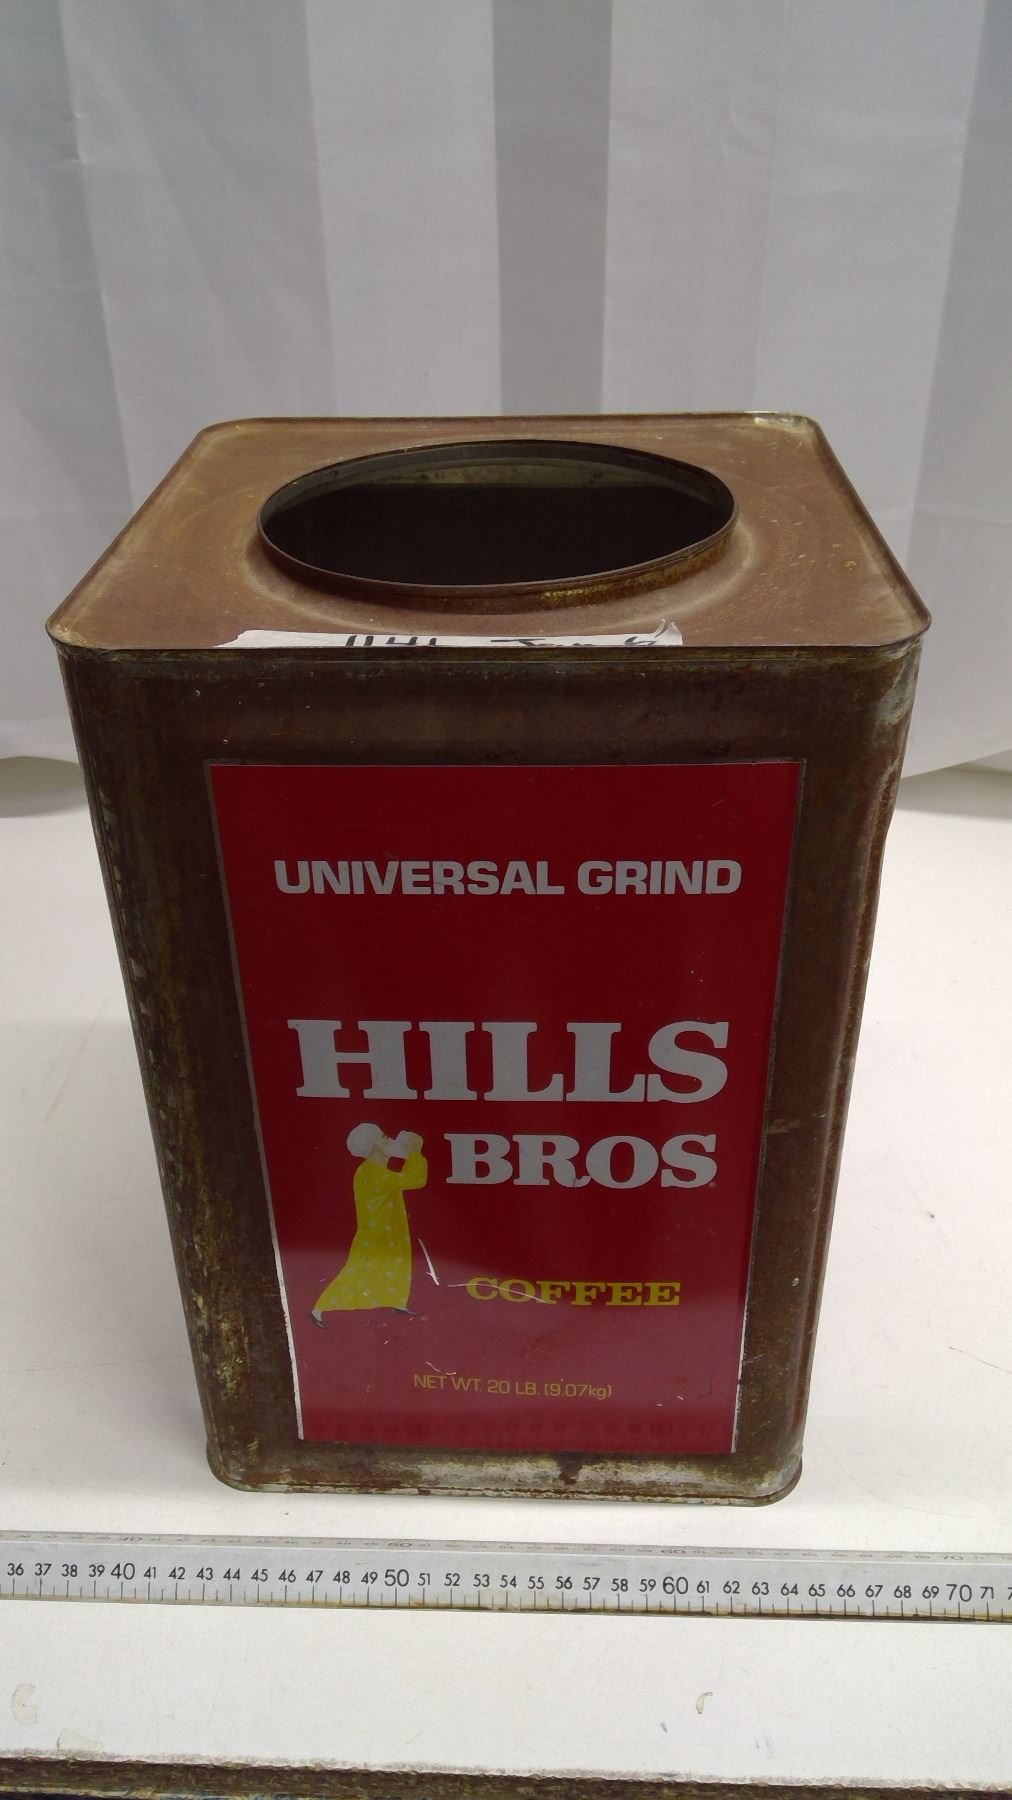 UNIVERSAL GRIND
HILLS
BROS
COFFEE
NET WT. 20 LB. (9.07kg)
36 37 38 39 40 41 42 43 44 45 46 47 48 49 50 51 52 53 54 55 56 57 58 59 60 61 62 63 64 65 66 67 68 69 70 71